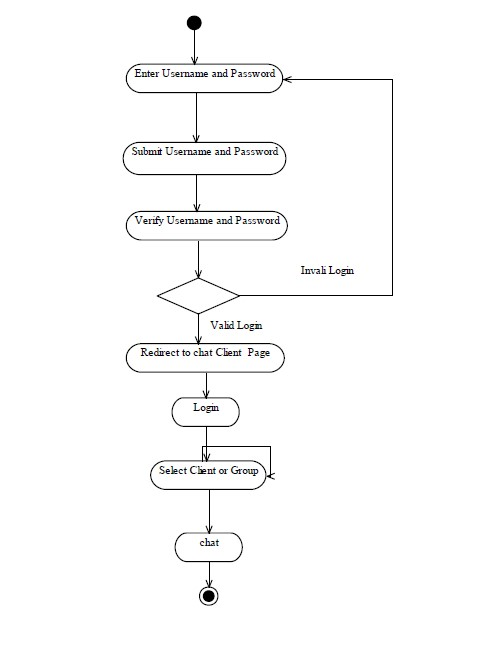 Enter Username and Password
Submit Username and Password
Verify Username and Password
Invali Login
Valid Login
Redirect to chat Client Page
Login
Select Client or Group
chat